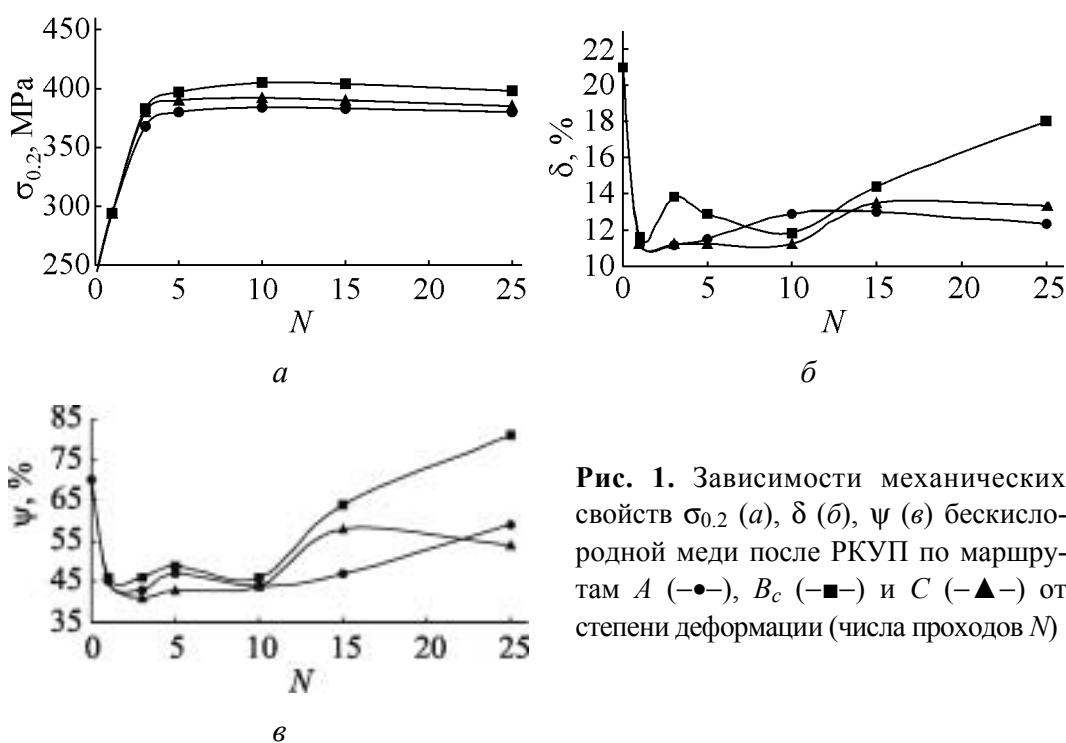 450
400
350
300
250
σ0.2, MPa
0 5 10 15 20 25
N
а
22
20
18
16
14
12
10
δ, %
0 5 10 15 20 25
N
б
85
75
65
55
45
35
ψ, %
0 5 10 15 20 25
N
в
Рис. 1. Зависимости механических
свойств σ0.2 (а), δ (б), ψ (в) бескисло-
родной меди после РКУП по маршру-
там A (–●–), Bc (–■–) и C (–▲–) от
степени деформации (числа проходов N)